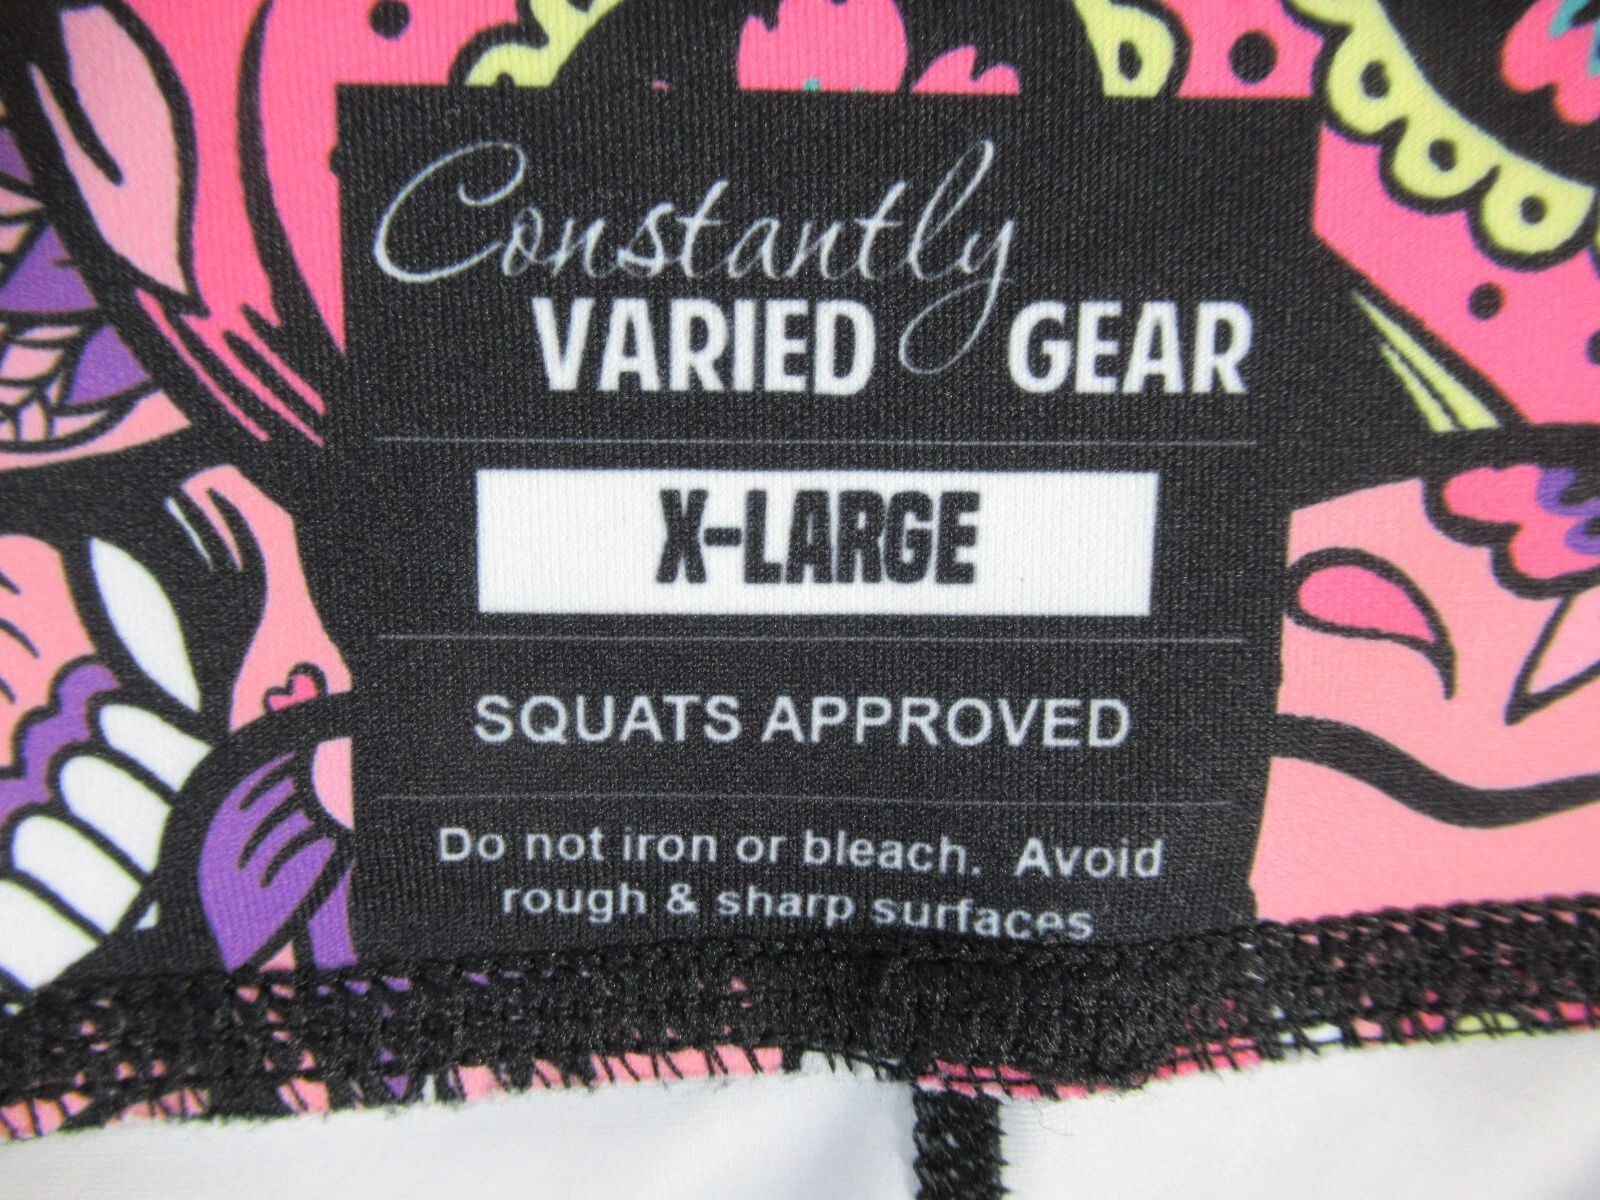 Constantly
VARIED GEAR
X-LARGE
SQUATS APPROVED
Do not iron or bleach. Avoid
rough & sharp surfaces